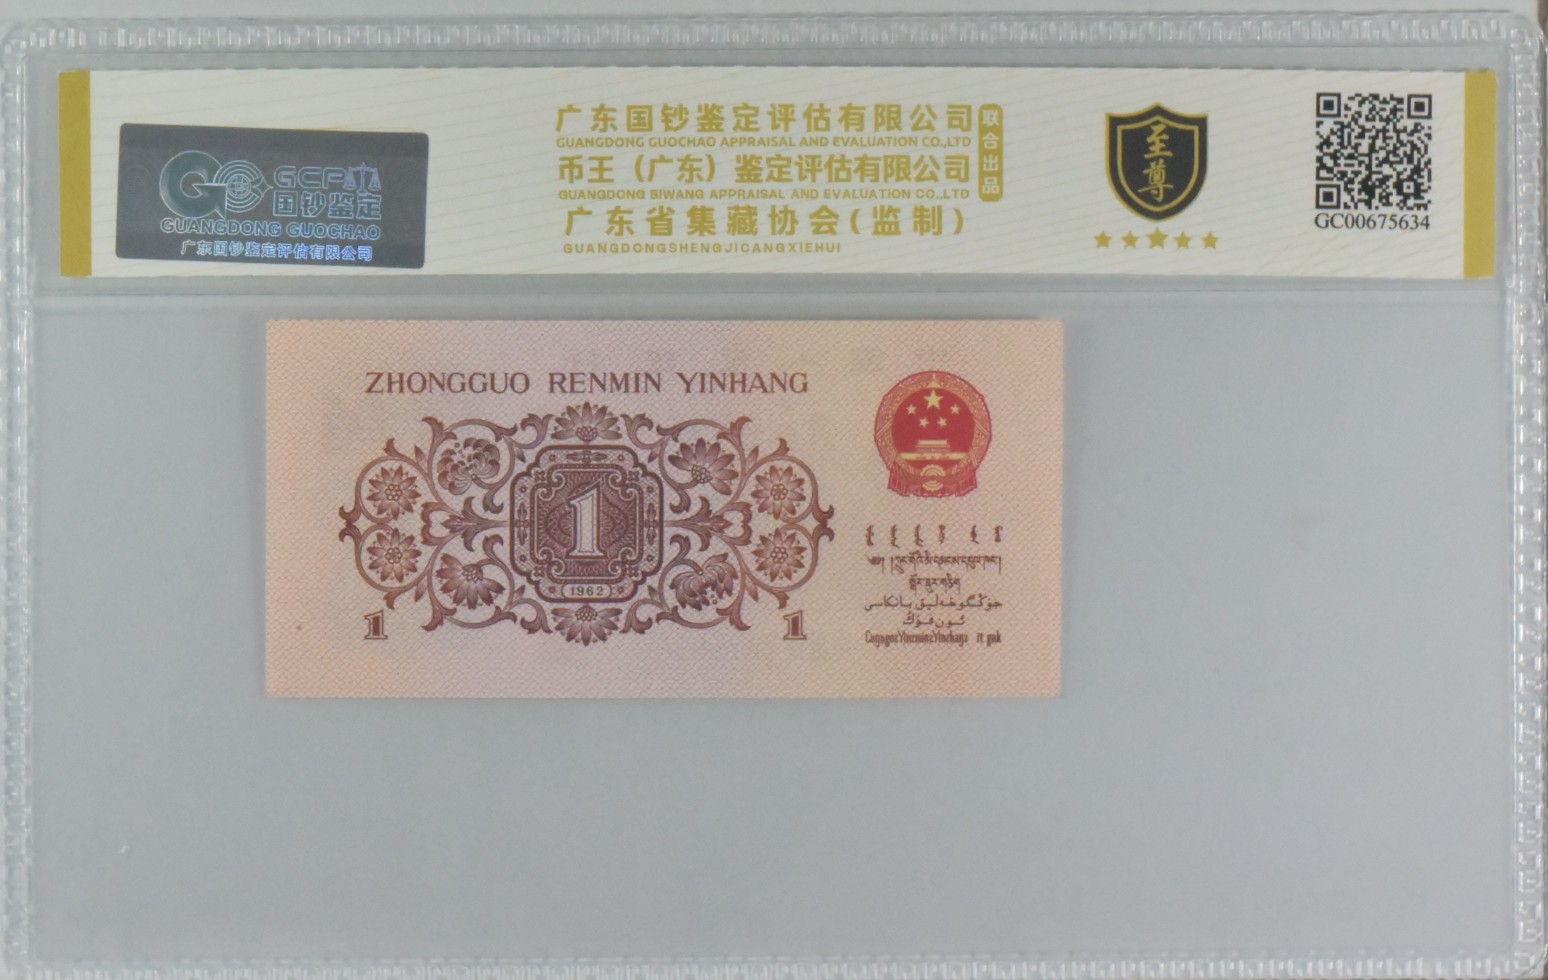 GCPA
国钞鉴定
GUANGDONG GUOCHAO
广东国钞鉴定评估有限公司
广东国钞鉴定评估有限公司
GUANGDONG GUOCHAO APPRAISAL AND EVALUATION CO.,LTD
币王（广东）鉴定评估有限公司
GUANGDONG BIWANG APPRAISAL AND EVALUATION CO.,LTD
联合出品
广东省集藏协会(监制)
GUANGDONGSHENGJICANGXIEHUI
至尊
GC00675634
ZHONGGUO RENMIN YINHANG
1
1962
1
1
جۇڭگوخەلىق بانكاسى